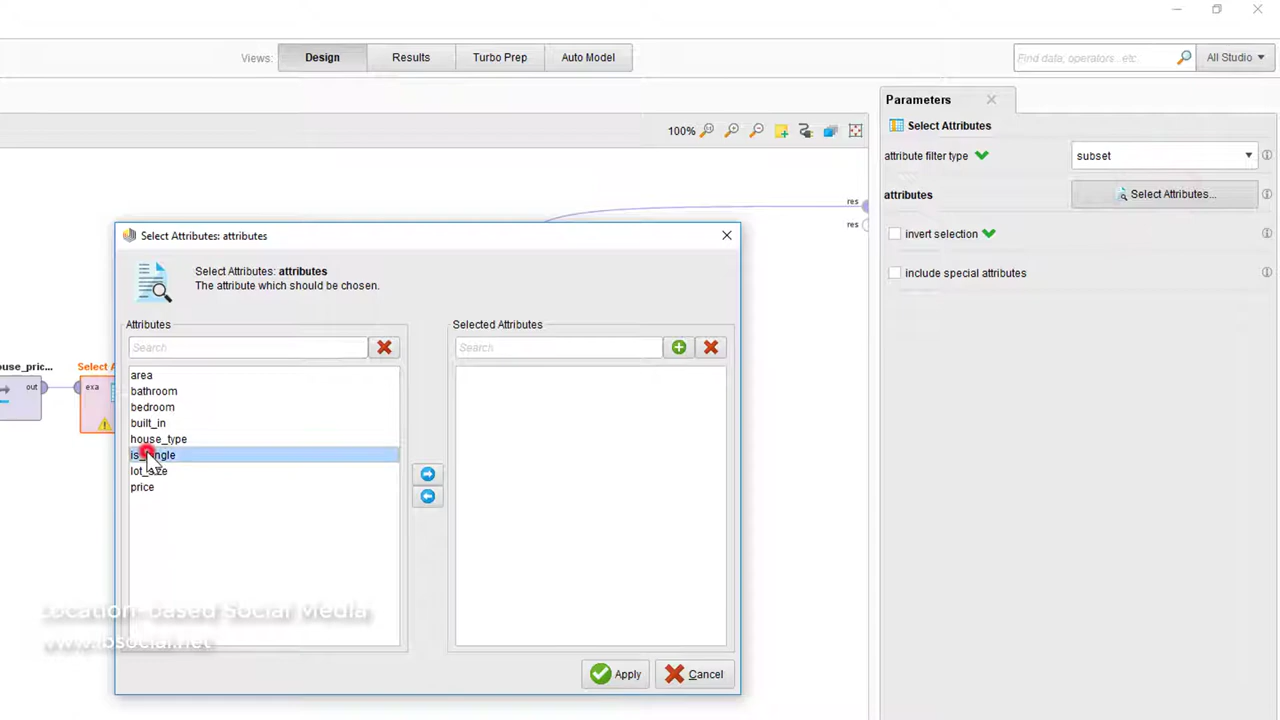 Views:
Design
Results
Turbo Prep
Auto Model
Find data, operators...etc.
All Studio
Parameters
Select Attributes
100%
attribute filter type
subset
attributes
Select Attributes...
invert selection
include special attributes
res
res
Select Attributes: attributes
Select Attributes: attributes
The attribute which should be chosen.
Attributes
Selected Attributes
Search
Search
area
bathroom
bedroom
built_in
house_type
lot_size
price
ouse_pric...
out
Select A
exa
Apply
Cancel
Location-based Social Media
www.lbsocial.net